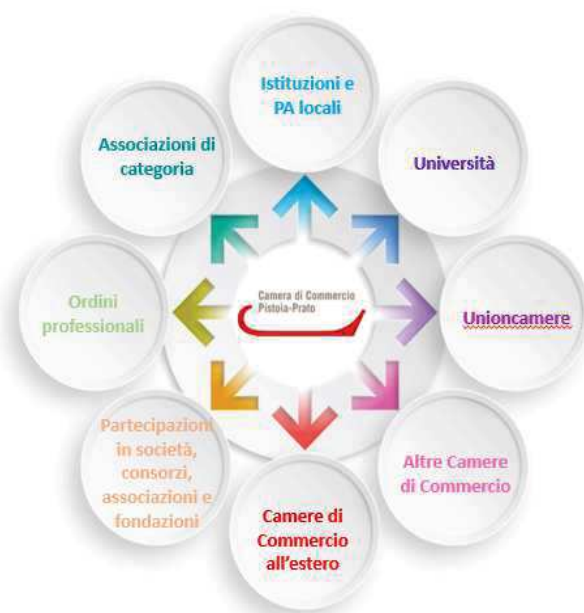 Istituzioni e
PA locali
Università
Unioncamere
Altre Camere
di Commercio
Camere di
Commercio
all'estero
Partecipazioni
in società,
consorzi,
associazioni e
fondazioni
Ordini
professionali
Associazioni di
categoria
Camera di Commercio
Pistoia-Prato